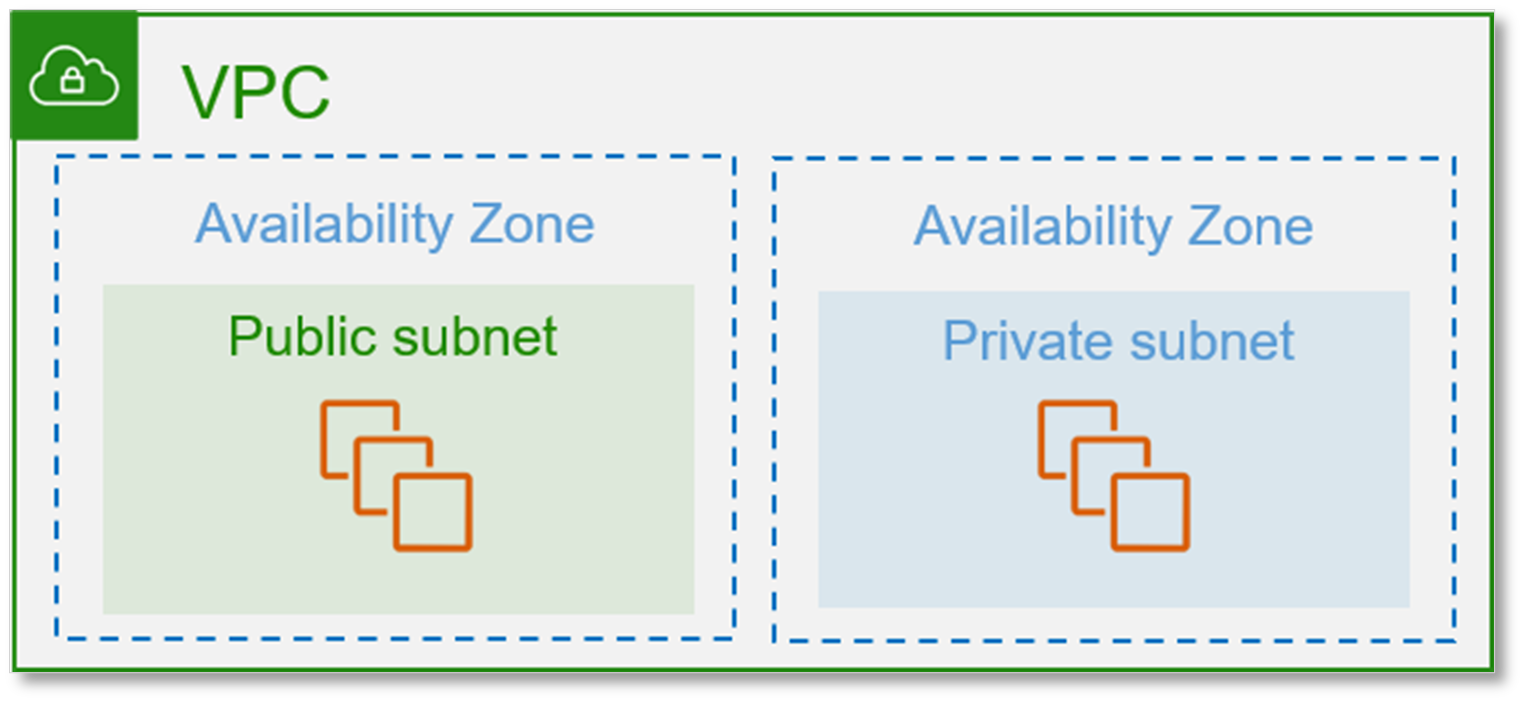 VPC
Availability Zone
Public subnet
Availability Zone
Private subnet